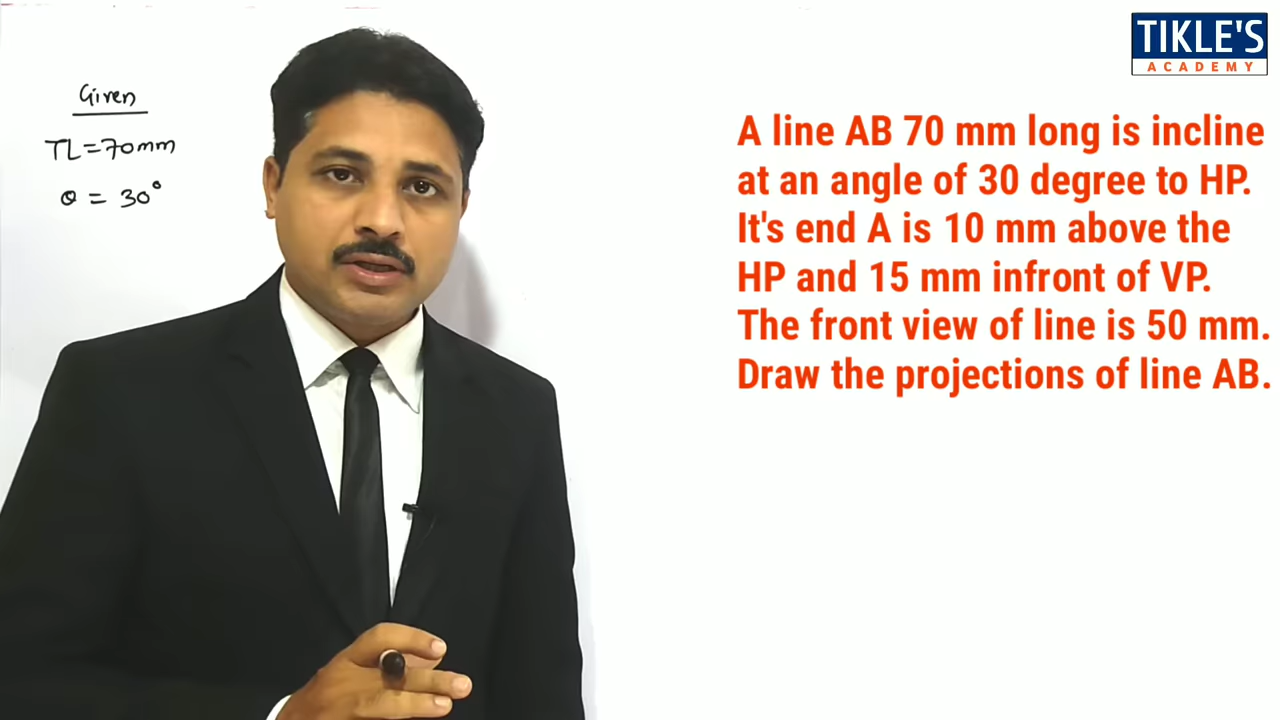 Given
TL = 70mm
θ = 30°
TIKLE'S
ACADEMY
A line AB 70 mm long is incline
at an angle of 30 degree to HP.
It's end A is 10 mm above the
HP and 15 mm infront of VP.
The front view of line is 50 mm.
Draw the projections of line AB.